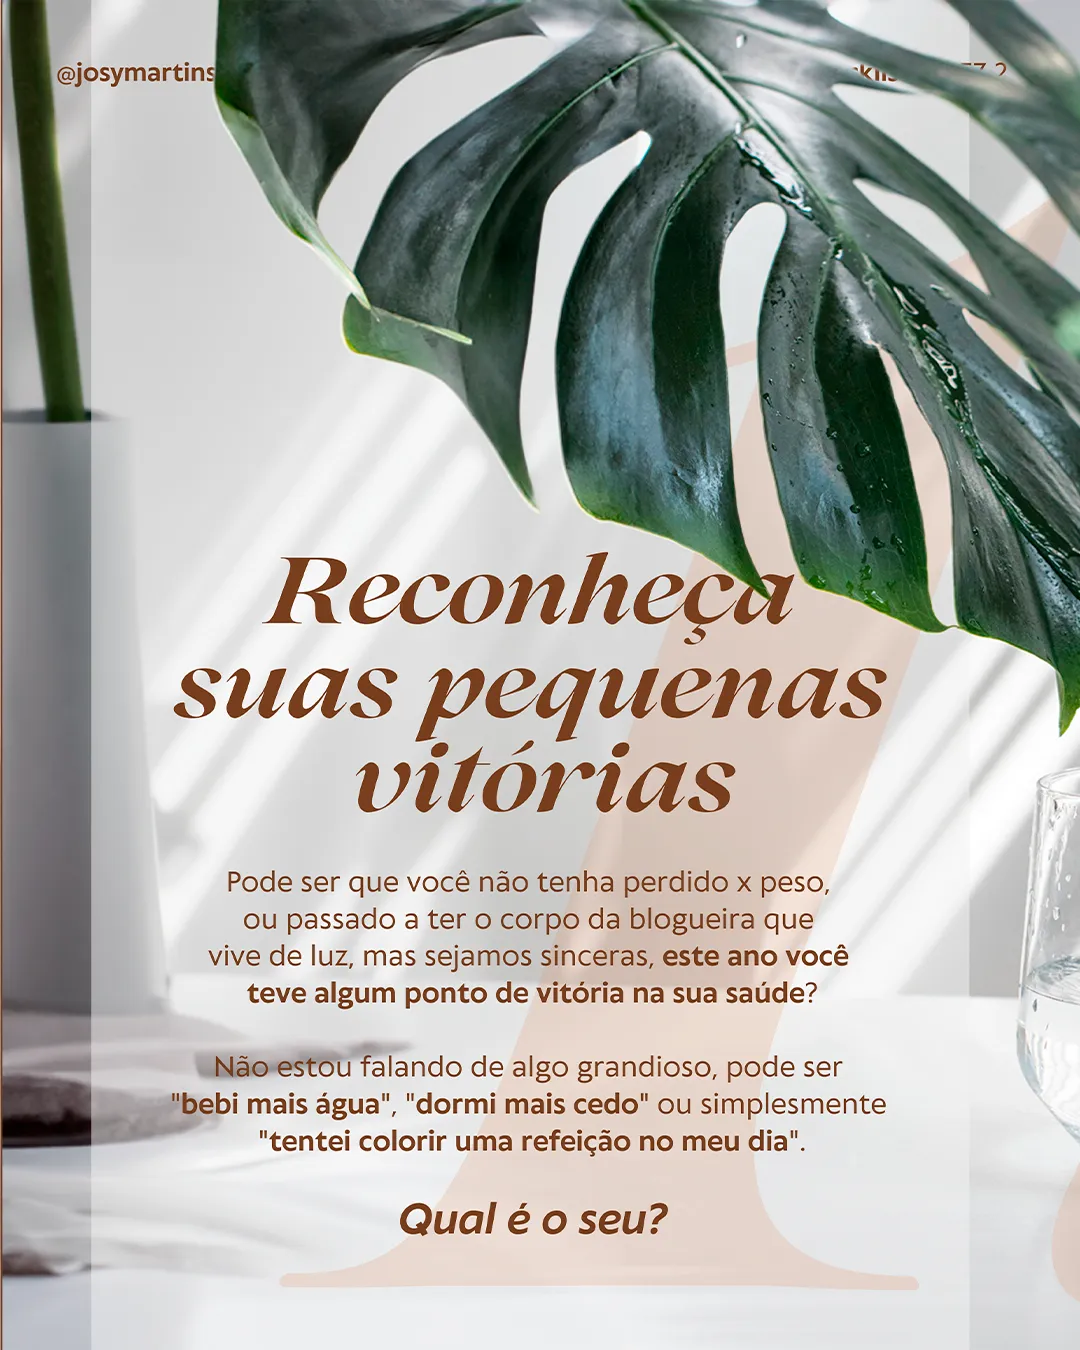 @josymartins
Reconheça
suas pequenas
vitórias
Pode ser que você não tenha perdido x peso,
ou passado a ter o corpo da blogueira que
vive de luz, mas sejamos sinceras, este ano você
teve algum ponto de vitória na sua saúde?
Não estou falando de algo grandioso, pode ser
"bebi mais água", "dormi mais cedo" ou simplesmente
"tentei colorir uma refeição no meu dia".
Qual é o seu?
1